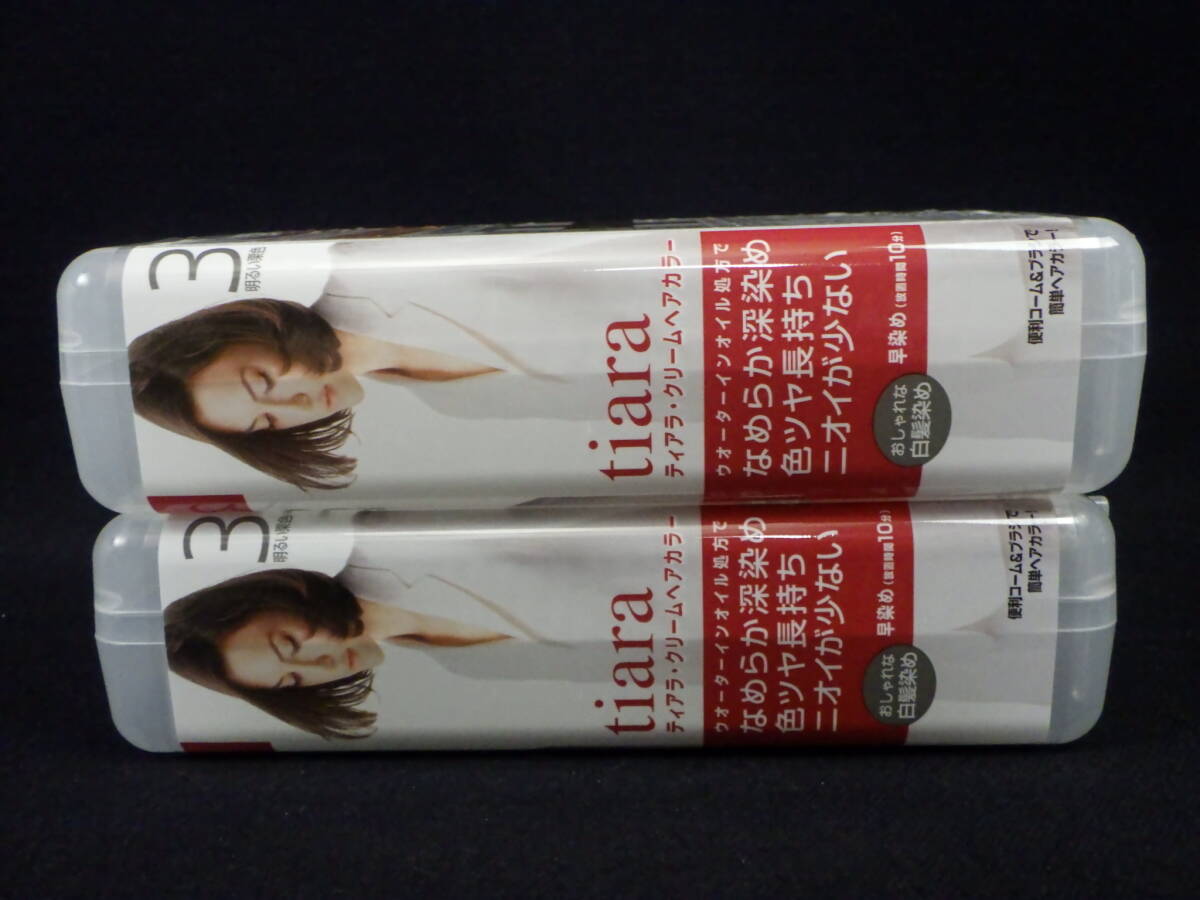 3
明るい栗色
tiara
ティアラ・クリームヘアカラー
ウオーターインオイル処方で
なめらか深染め
色ツヤ長持ち
ニオイが少ない
早染め(放置時間10分)
おしゃれな
白髪染め
便利コーム&ブラシで
簡単ヘアカラー!
3
明るい栗色
tiara
ティアラ・クリームヘアカラー
ウオーターインオイル処方で
なめらか深染め
色ツヤ長持ち
ニオイが少ない
早染め(放置時間10分)
おしゃれな
白髪染め
便利コーム&ブラシで
簡単ヘアカラー!